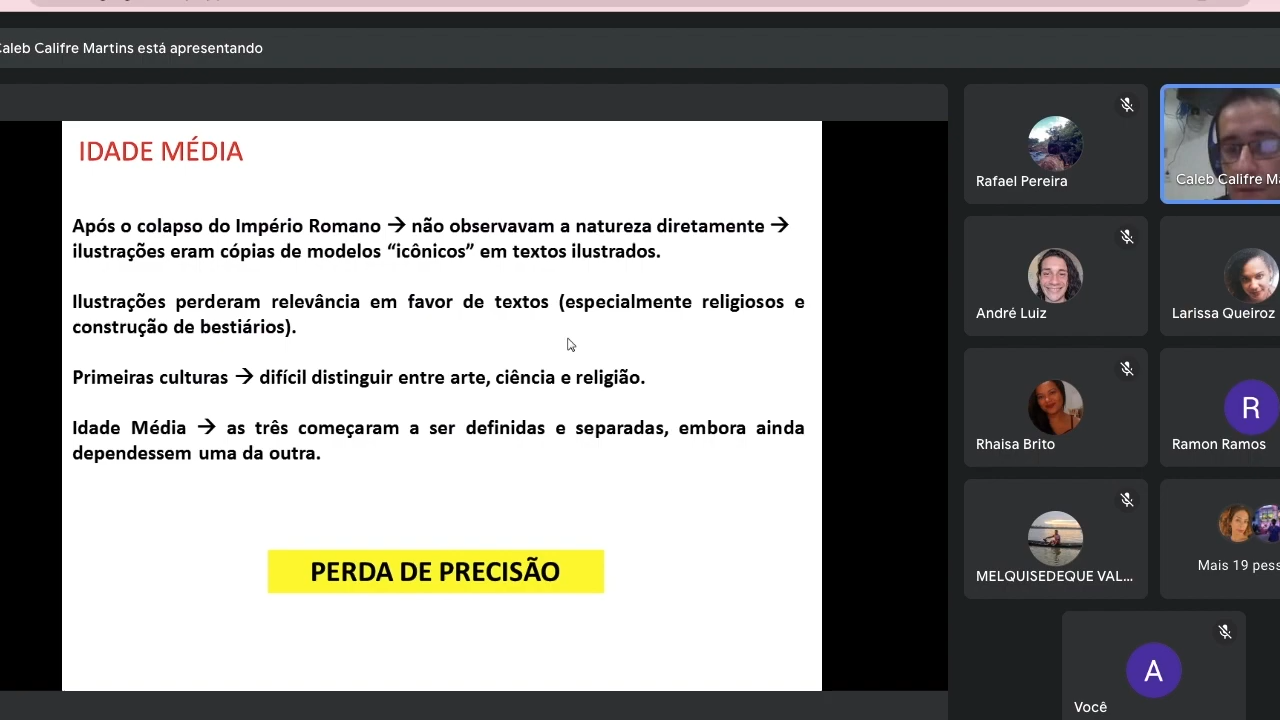 Caleb Califre Martins está apresentando
IDADE MÉDIA
Após o colapso do Império Romano → não observavam a natureza diretamente →
ilustrações eram cópias de modelos “icônicos” em textos ilustrados.
Ilustrações perderam relevância em favor de textos (especialmente religiosos e
construção de bestiários).
Primeiras culturas → difícil distinguir entre arte, ciência e religião.
Idade Média → as três começaram a ser definidas e separadas, embora ainda
dependessem uma da outra.
PERDA DE PRECISÃO
Rafael Pereira
Caleb Califre Ma
André Luiz
Larissa Queiroz
Rhaisa Brito
R
Ramon Ramos
MELQUISEDEQUE VAL...
Mais 19 pess
A
Você